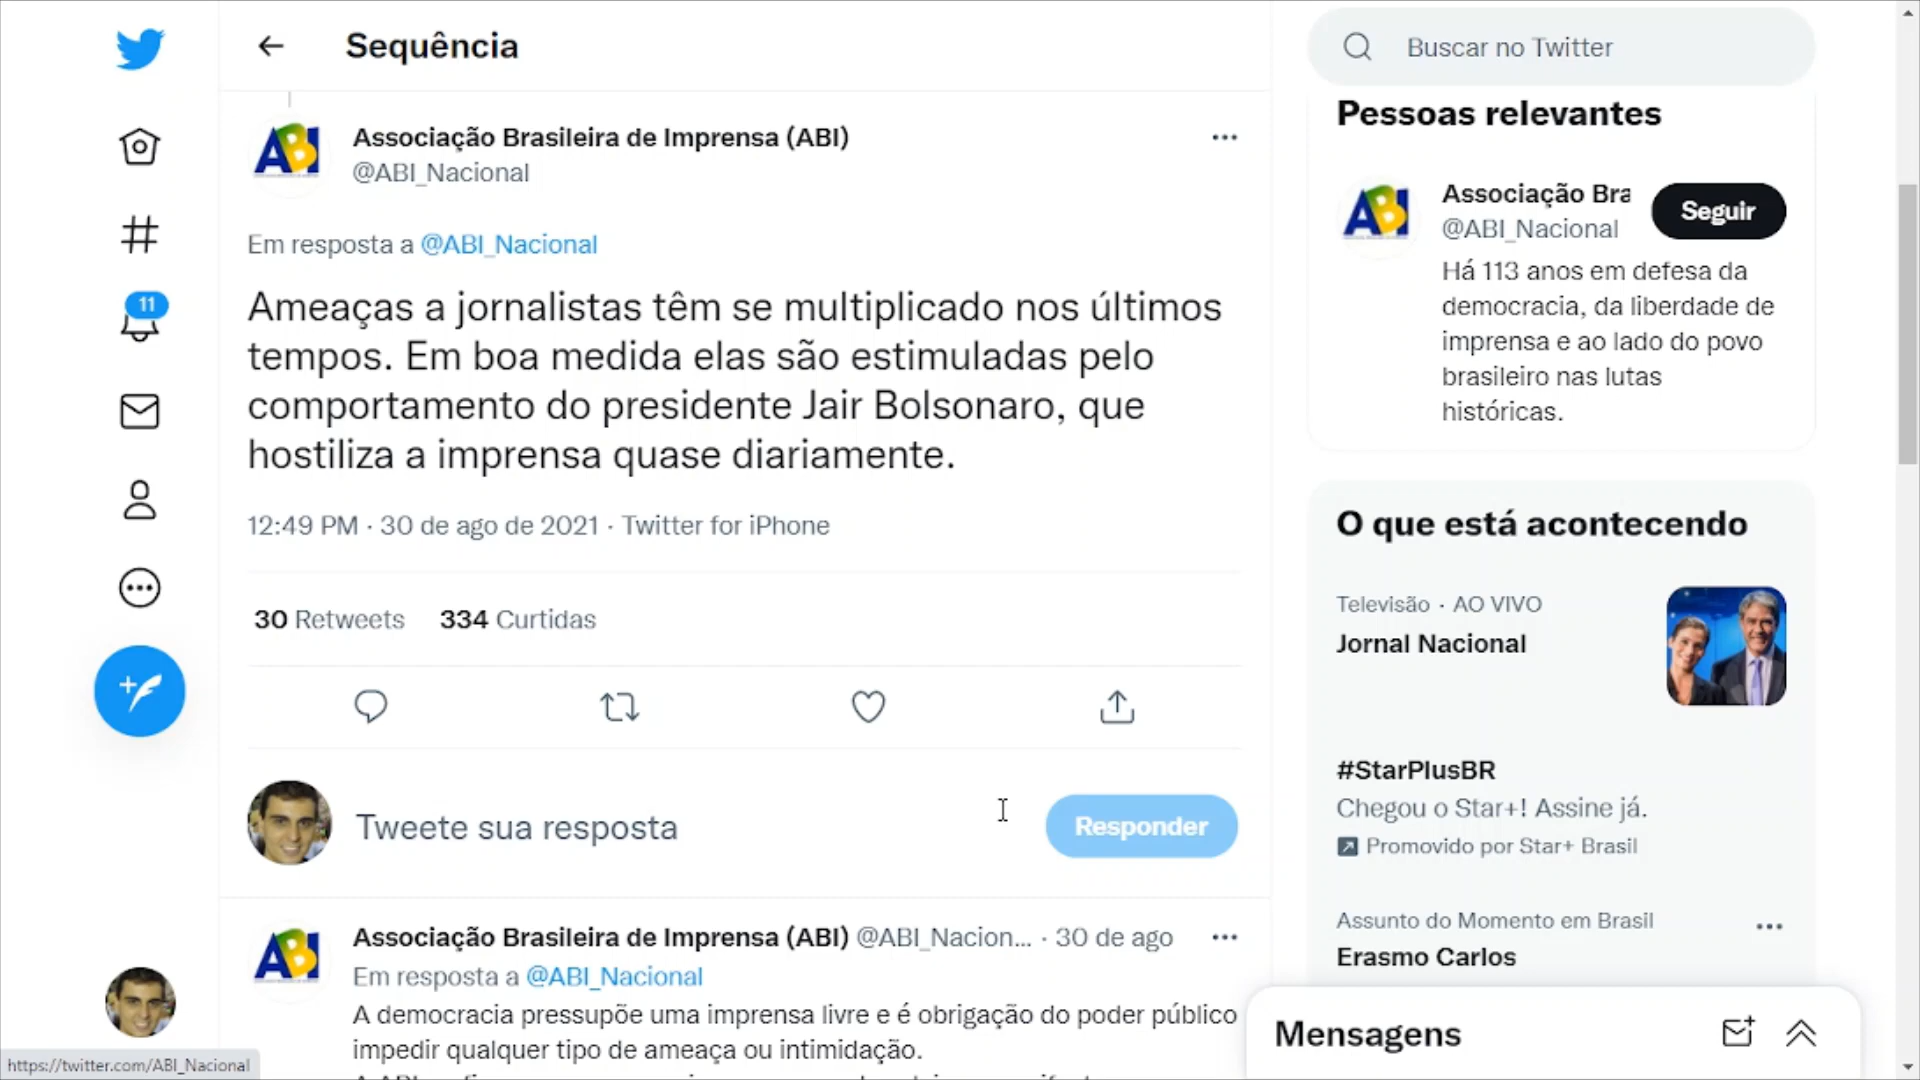 Sequência
Associação Brasileira de Imprensa (ABI)
@ABI_Nacional
Em resposta a @ABI_Nacional
Ameaças a jornalistas têm se multiplicado nos últimos
tempos. Em boa medida elas são estimuladas pelo
comportamento do presidente Jair Bolsonaro, que
hostiliza a imprensa quase diariamente.
12:49 PM · 30 de ago de 2021 · Twitter for iPhone
30 Retweets 334 Curtidas
Tweete sua resposta
Responder
Associação Brasileira de Imprensa (ABI) @ABI_Nacion... · 30 de ago
Em resposta a @ABI_Nacional
A democracia pressupõe uma imprensa livre e é obrigação do poder público
impedir qualquer tipo de ameaça ou intimidação.
11
ABI
ABI
Buscar no Twitter
Pessoas relevantes
ABI
Associação Bra
@ABI_Nacional
Seguir
Há 113 anos em defesa da
democracia, da liberdade de
imprensa e ao lado do povo
brasileiro nas lutas
históricas.
O que está acontecendo
Televisão · AO VIVO
Jornal Nacional
#StarPlusBR
Chegou o Star+! Assine já.
Promovido por Star+ Brasil
Assunto do Momento em Brasil
Erasmo Carlos
Mensagens
https://twitter.com/ABI_Nacional